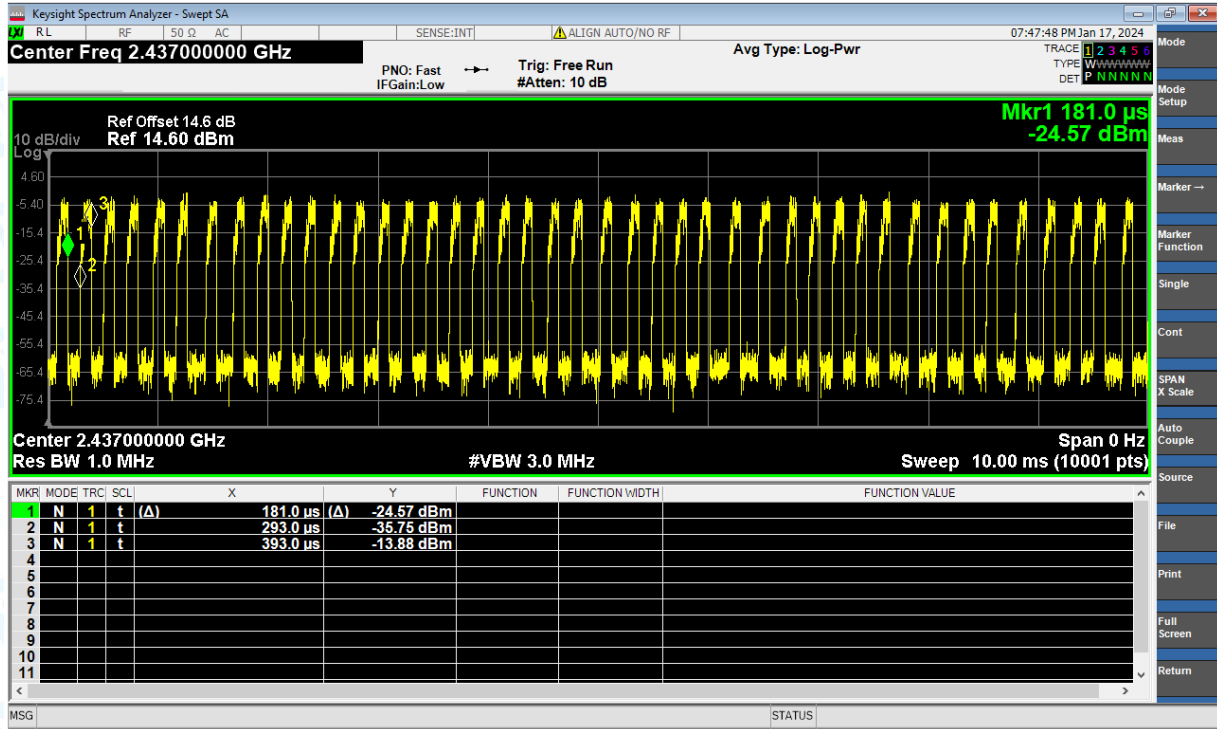 Keysight Spectrum Analyzer - Swept SA
LXI RL RF 50 Ω AC SENSE:INT ALIGN AUTO/NO RF 07:47:48 PM Jan 17, 2024
Center Freq 2.437000000 GHz
PNO: Fast
IFGain:Low
Trig: Free Run
#Atten: 10 dB
Avg Type: Log-Pwr
TRACE 1 2 3 4 5 6
TYPE WWWWWW
DET P N N N N N
Mkr1 181.0 µs
-24.57 dBm
Ref Offset 14.6 dB
10 dB/div Ref 14.60 dBm
Log
4.60
-5.40
-15.4
-25.4
-35.4
-45.4
-55.4
-65.4
-75.4
1
2
3
Center 2.437000000 GHz Span 0 Hz
Res BW 1.0 MHz #VBW 3.0 MHz Sweep 10.00 ms (10001 pts)
MKR MODE TRC SCL X Y FUNCTION FUNCTION WIDTH FUNCTION VALUE
1 N 1 t (Δ) 181.0 µs (Δ) -24.57 dBm
2 N 1 t 293.0 µs -35.75 dBm
3 N 1 t 393.0 µs -13.88 dBm
4
5
6
7
8
9
10
11
MSG STATUS
Mode
Mode
Setup
Meas
Marker→
Marker
Function
Single
Cont
SPAN
X Scale
Auto
Couple
Source
File
Print
Full
Screen
Return